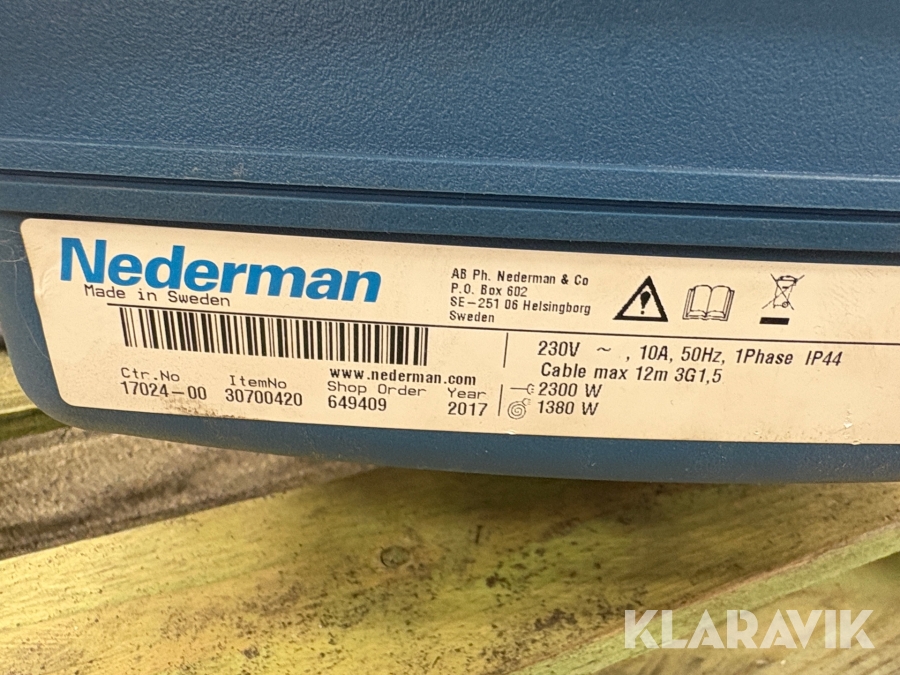 Nederman
Made in Sweden
AB Ph. Nederman & Co
P.O. Box 602
SE-251 06 Helsingborg
Sweden
230V ~ , 10A, 50Hz, 1Phase IP44
Cable max 12m 3G1,5
2300 W
1380 W
www.nederman.com
Ctr.No ItemNo Shop Order Year
17024-00 30700420 649409 2017
KLARAVIK